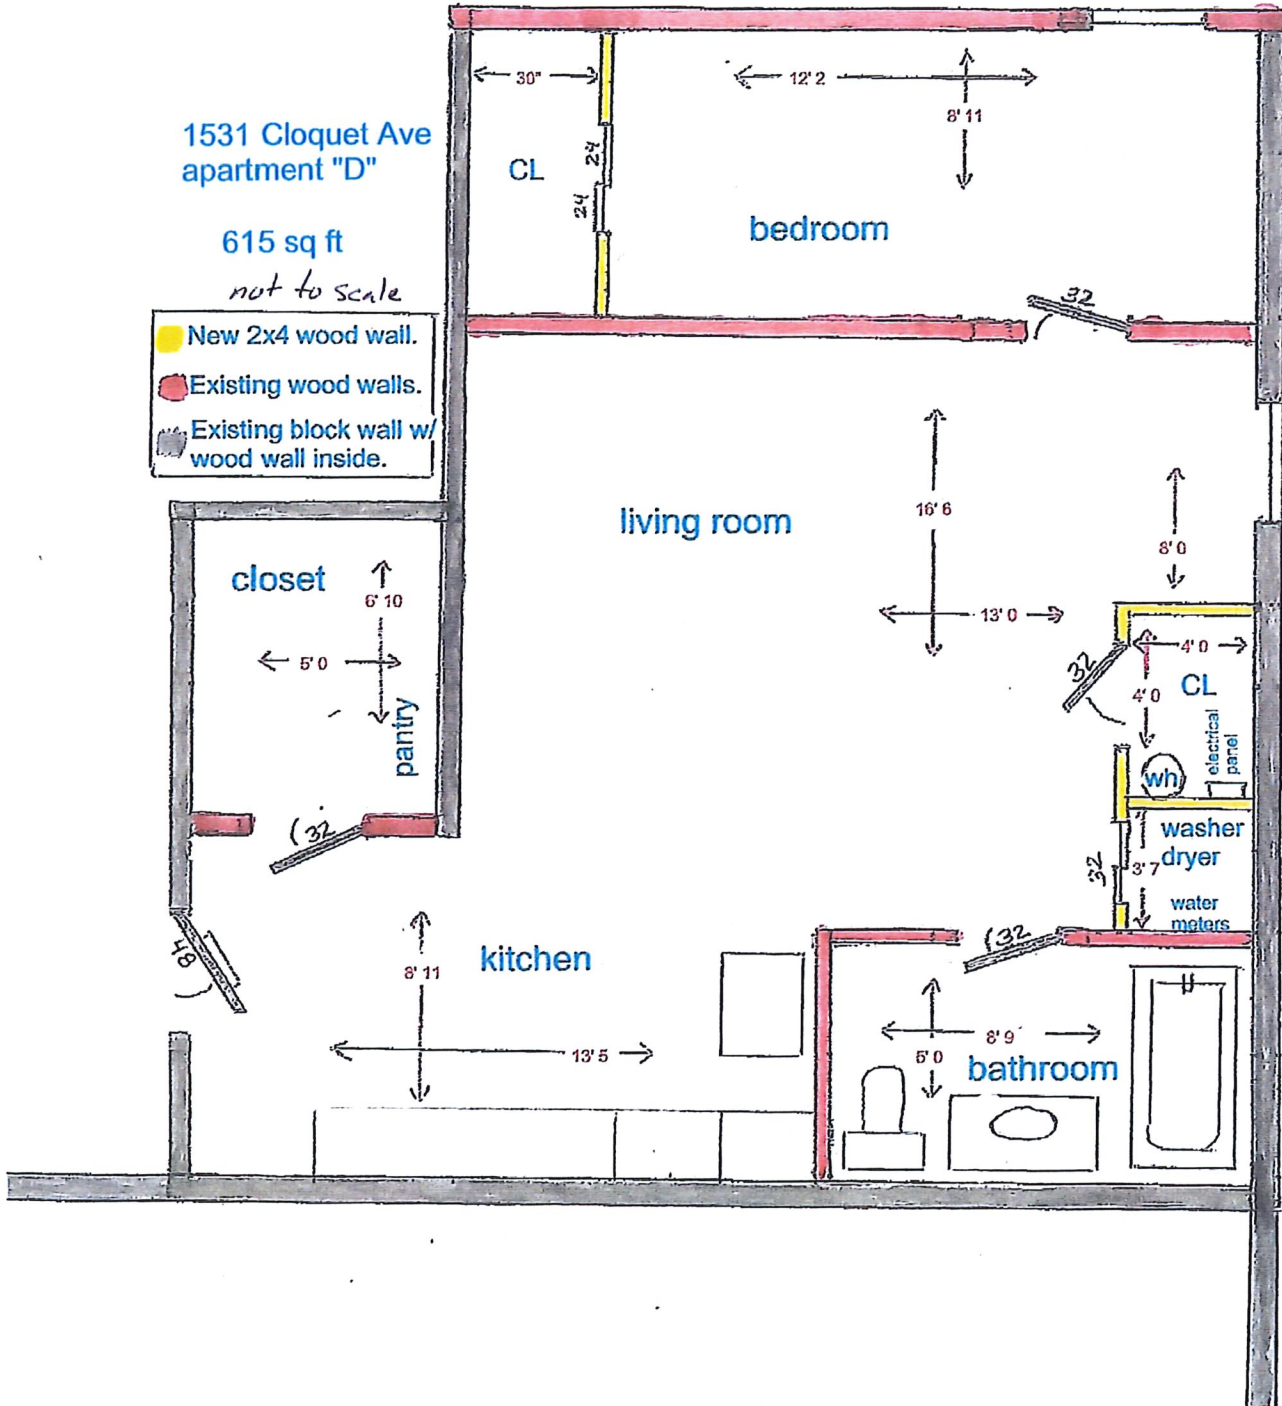 30"
12' 2
8' 11
1531 Cloquet Ave
apartment "D"
24
CL
24
615 sq ft
bedroom
not to scale
32
New 2x4 wood wall.
Existing wood walls.
Existing block wall w/
wood wall inside.
16' 6
living room
8' 0
closet
6' 10
13' 0
5' 0
4' 0
32
CL
4' 0
pantry
electrical
panel
wh
32
washer
dryer
32
3' 7
water
meters
32
48
kitchen
8' 11
8' 9
13' 5
5' 0
bathroom